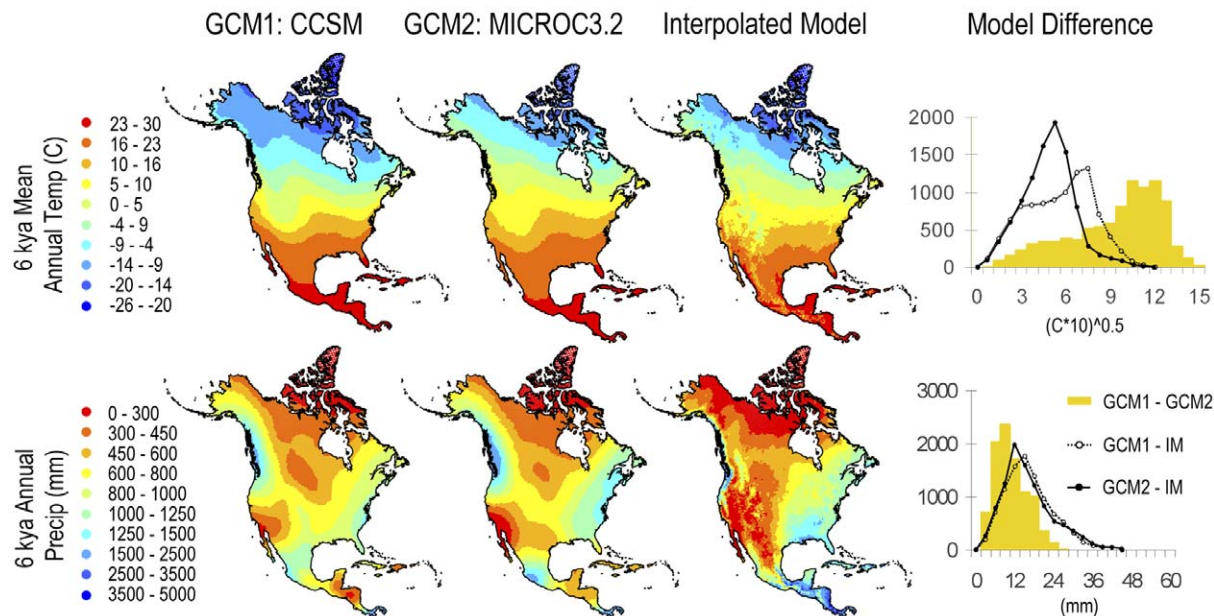 GCM1: CCSM
GCM2: MICROC3.2
Interpolated Model
Model Difference
6 kya Mean
Annual Temp (C)
23 - 30
16 - 23
10 - 16
5 - 10
0 - 5
-4 - 9
-9 - 4
-14 - -9
-20 - -14
-26 - -20
2000
1500
1000
500
0
0 3 6 9 12 15
(C*10)^0.5
6 kya Annual
Precip (mm)
0 - 300
300 - 450
450 - 600
600 - 800
800 - 1000
1000 - 1250
1250 - 1500
1500 - 2500
2500 - 3500
3500 - 5000
3000
2000
1000
0
GCM1 - GCM2
GCM1 - IM
GCM2 - IM
0 12 24 36 48 60
(mm)